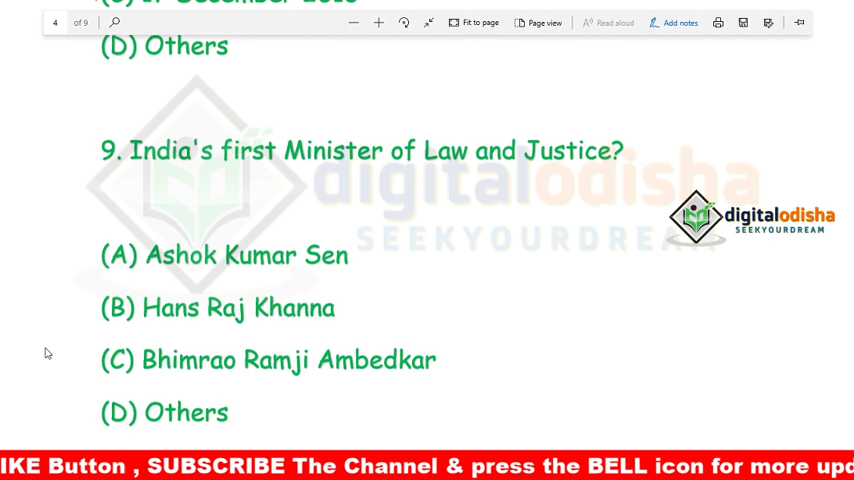 (D) Others
4 of 9 Fit to page Page view Read aloud Add notes
9. India's first Minister of Law and Justice?
digitalodisha
SEEKYOURDREAM
digitalodisha
SEEKYOURDREAM
(A) Ashok Kumar Sen
(B) Hans Raj Khanna
(C) Bhimrao Ramji Ambedkar
(D) Others
IKE Button , SUBSCRIBE The Channel & press the BELL icon for more upd